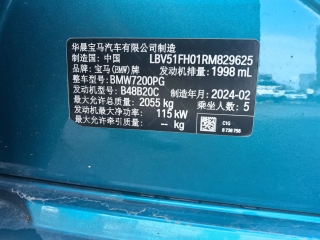 华晨宝马汽车有限公司制造
制造国：中国 LBV51FH01RM829625
品牌：宝马(BMW)牌 发动机排量：1998 mL
整车型号：BMW7200PG
发动机型号：B48B20C 制造年月：2024-02
最大允许总质量：2055 kg 乘坐人数：5
发动机最大净功率：115 kW
最大允许牵引质量：— kg
C1G